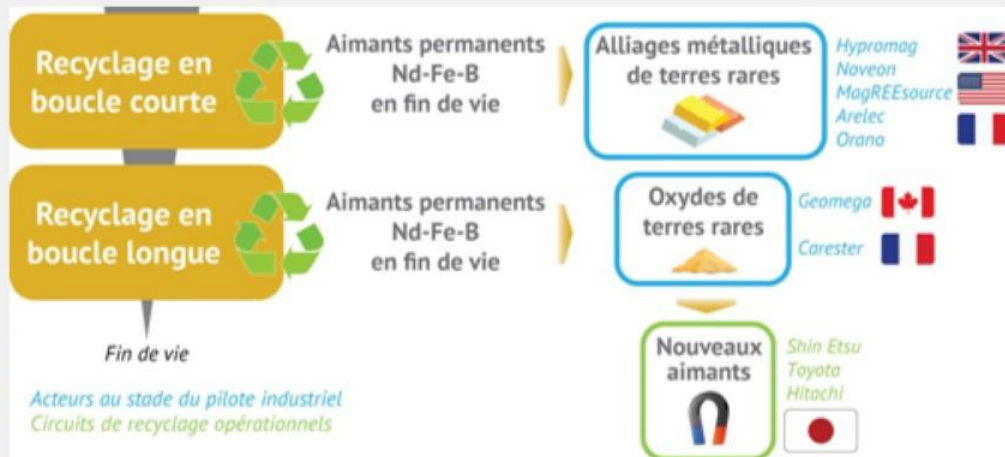 Recyclage en
boucle courte
Aimants permanents
Nd-Fe-B
en fin de vie
Alliages métalliques
de terres rares
Hypromag
Noveon
MagREEsource
Arelec
Orano
Recyclage en
boucle longue
Aimants permanents
Nd-Fe-B
en fin de vie
Oxydes de
terres rares
Geomega
Carester
Fin de vie
Nouveaux
aimants
Shin Etsu
Toyota
Hitachi
Acteurs au stade du pilote industriel
Circuits de recyclage opérationnels